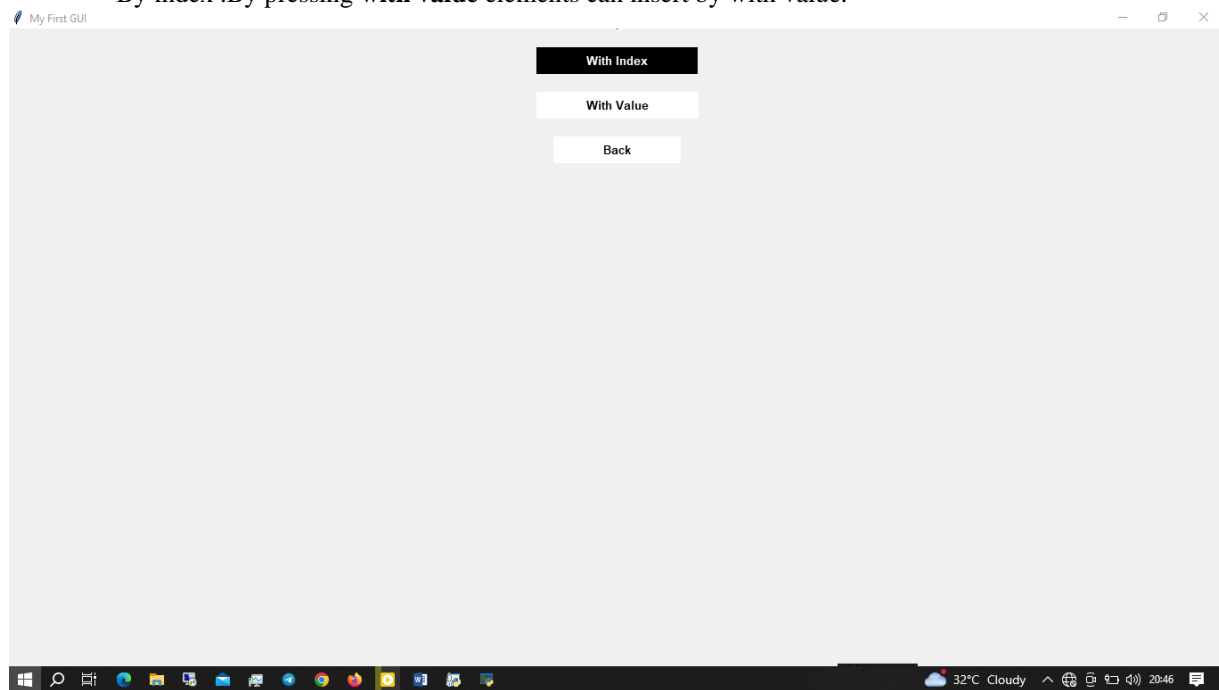 By index .By pressing with value elements can insert by with value.
My First GUI
With Index
With Value
Back
32°C Cloudy 20:46